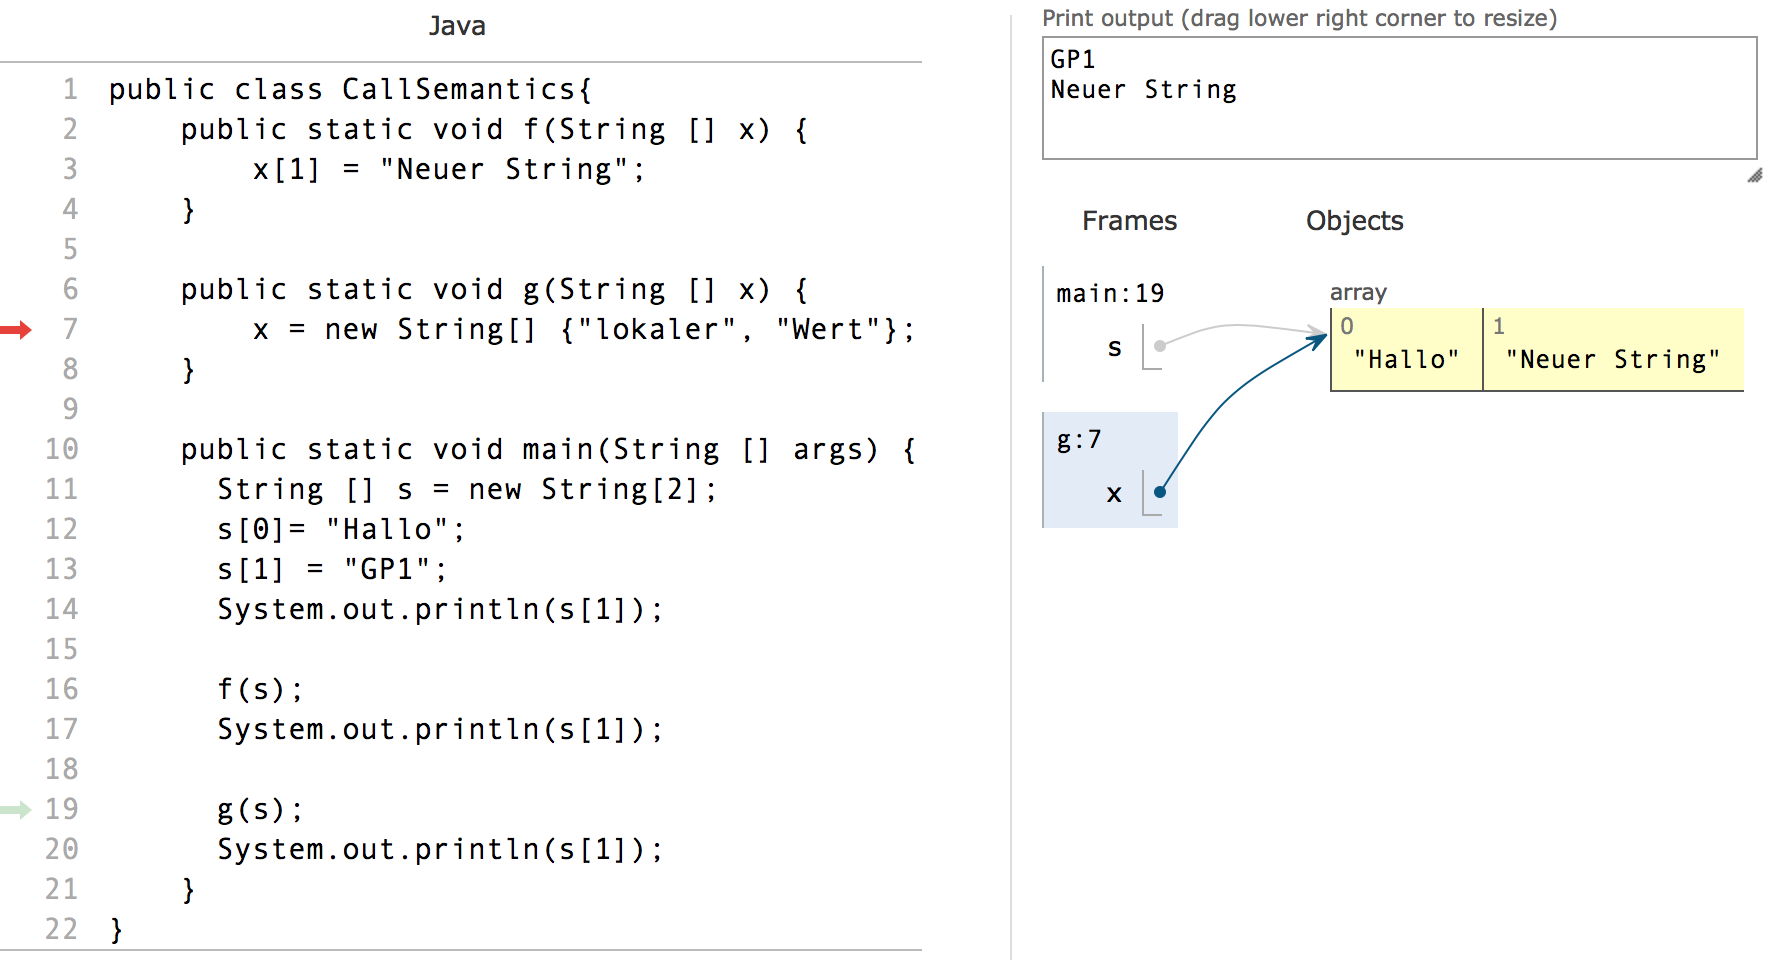 Java
1 public class CallSemantics{
2     public static void f(String [] x) {
3         x[1] = "Neuer String";
4     }
5
6     public static void g(String [] x) {
7         x = new String[] {"lokaler", "Wert"};
8     }
9
10     public static void main(String [] args) {
11       String [] s = new String[2];
12       s[0]= "Hallo";
13       s[1] = "GP1";
14       System.out.println(s[1]);
15
16       f(s);
17       System.out.println(s[1]);
18
19       g(s);
20       System.out.println(s[1]);
21     }
22 }
Print output (drag lower right corner to resize)
GP1
Neuer String
Frames Objects
main:19
s
g:7
x
array
0 1
"Hallo" "Neuer String"